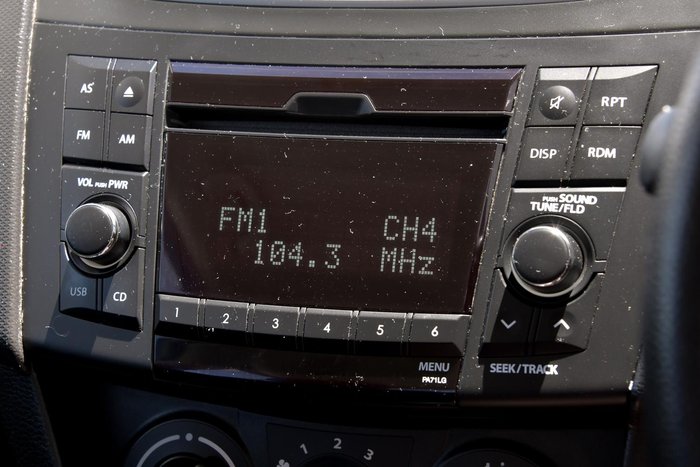 AS
FM AM
VOL PUSH PWR
USB CD
FM1 CH4
104.3 MHz
1 2 3 4 5 6
MENU
PA71LG
RPT
DISP RDM
PUSH SOUND
TUNE/FLD
SEEK/TRACK
1 2 3